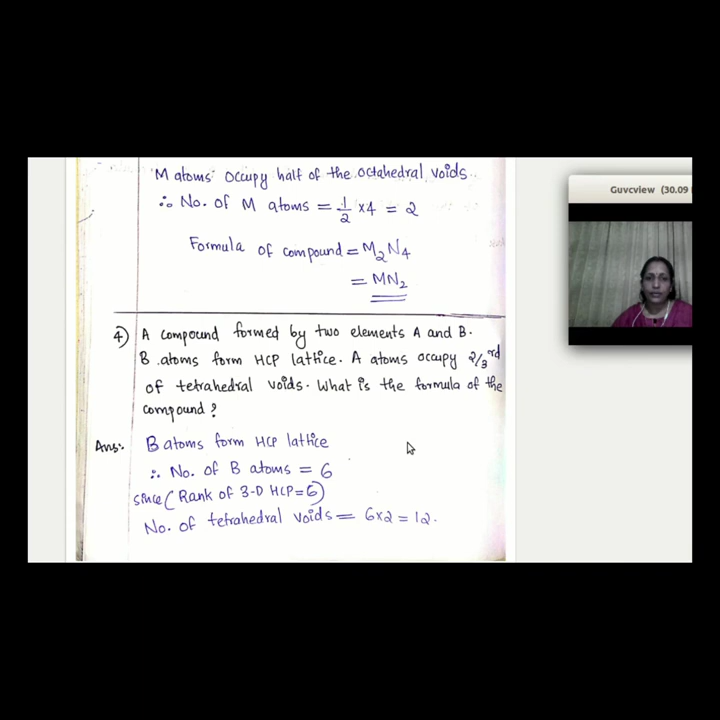 M atoms occupy half of the octahedral voids.
∴ No. of M atoms = 1/2 x4 = 2
Formula of compound = M₂N₄
= MN₂
4) A compound formed by two elements A and B.
B atoms form HCP lattice. A atoms occupy 2/3rd
of tetrahedral voids. What is the formula of the
compound?
Ans:- B atoms form HCP lattice
∴ No. of B atoms = 6
since (Rank of 3-D HCP=6)
No. of tetrahedral voids = 6x2 = 12.
Guvcview (30.09